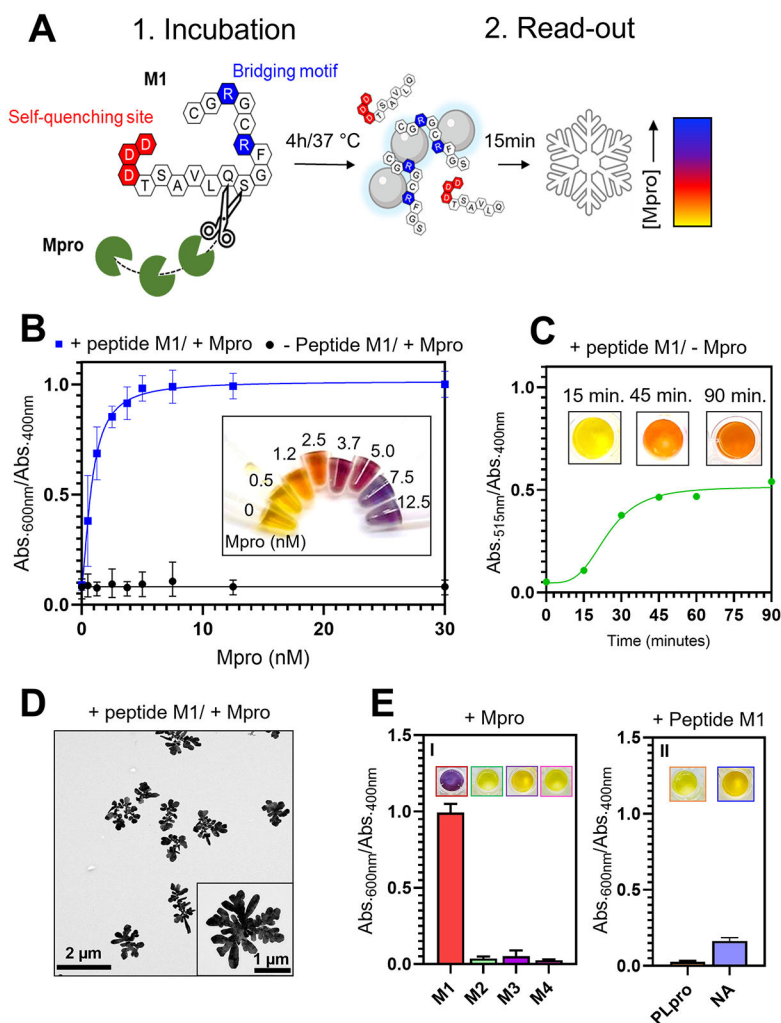 A
1. Incubation
2. Read-out
M1
Bridging motif
Self-quenching site
C G R G C R F G S Q L V A S T D D D
Mpro
4h/37 °C
D D D T S A V L Q
C G R G C R F G S
C G R G C R F G S
D D D T S A V L Q
15min
[Mpro]
B
+ peptide M1/ + Mpro
- Peptide M1/ + Mpro
Abs.600nm/Abs.400nm
1.0
0.5
0.0
0
10
20
30
Mpro (nM)
0
0.5
1.2
2.5
3.7
5.0
7.5
12.5
Mpro (nM)
C
+ peptide M1/ - Mpro
15 min.
45 min.
90 min.
Abs.515nm/Abs.400nm
1.0
0.5
0.0
0
15
30
45
60
75
90
Time (minutes)
D
+ peptide M1/ + Mpro
2 µm
1 µm
E
+ Mpro
I
Abs.600nm/Abs.400nm
1.5
1.0
0.5
0.0
M1
M2
M3
M4
+ Peptide M1
II
Abs.600nm/Abs.400nm
1.5
1.0
0.5
0.0
PLpro
NA